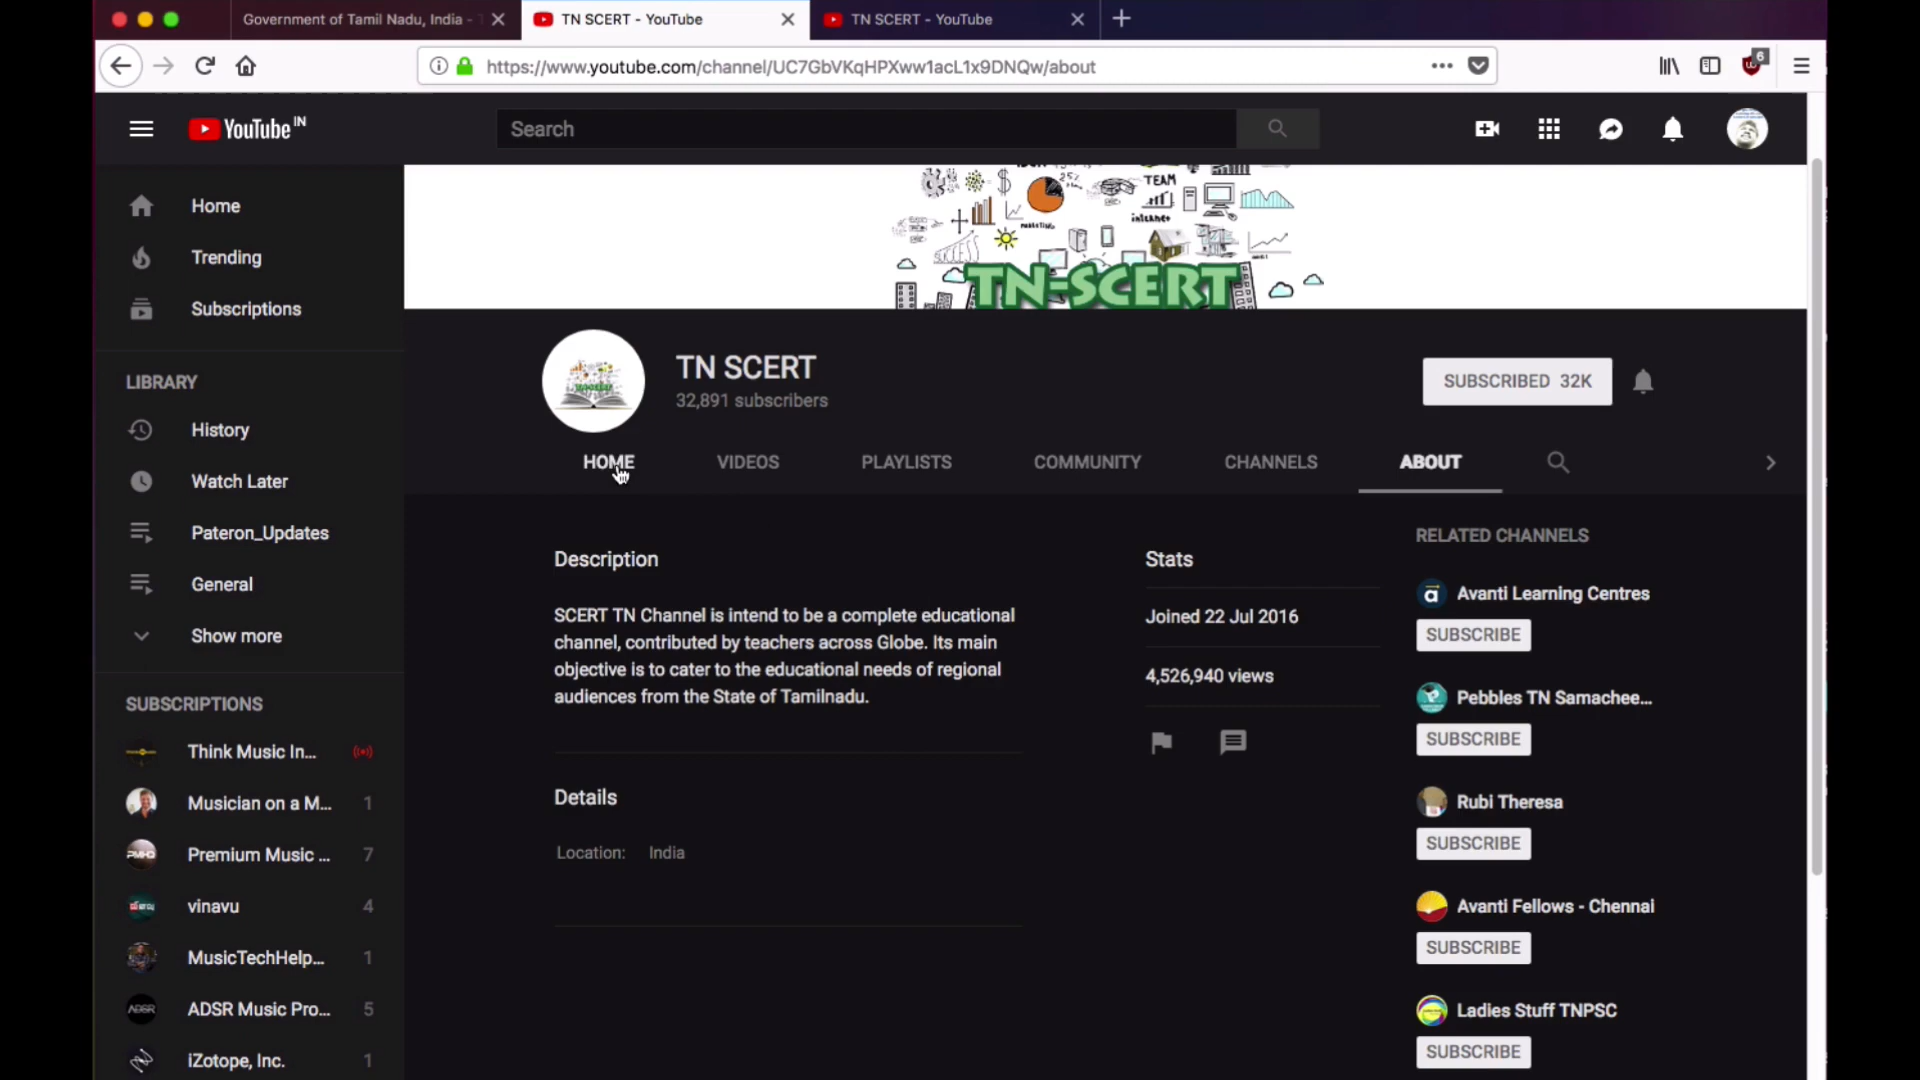 Government of Tamil Nadu, India -
TN SCERT - YouTube
TN SCERT - YouTube
https://www.youtube.com/channel/UC7GbVKqHPXww1acL1x9DNQw/about
6
YouTube IN
Search
Home
Trending
Subscriptions
LIBRARY
History
Watch Later
Pateron_Updates
General
Show more
SUBSCRIPTIONS
Think Music In...
Musician on a M... 1
Premium Music ... 7
vinavu 4
MusicTechHelp... 1
ADSR Music Pro... 5
iZotope, Inc. 1
25%
TEAM
internet
marketing
SUCCESS
TN-SCERT
TN SCERT
32,891 subscribers
SUBSCRIBED 32K
HOME VIDEOS PLAYLISTS COMMUNITY CHANNELS ABOUT
Description
SCERT TN Channel is intend to be a complete educational
channel, contributed by teachers across Globe. Its main
objective is to cater to the educational needs of regional
audiences from the State of Tamilnadu.
Details
Location: India
Stats
Joined 22 Jul 2016
4,526,940 views
RELATED CHANNELS
Avanti Learning Centres
SUBSCRIBE
Pebbles TN Samachee...
SUBSCRIBE
Rubi Theresa
SUBSCRIBE
Avanti Fellows - Chennai
SUBSCRIBE
Ladies Stuff TNPSC
SUBSCRIBE